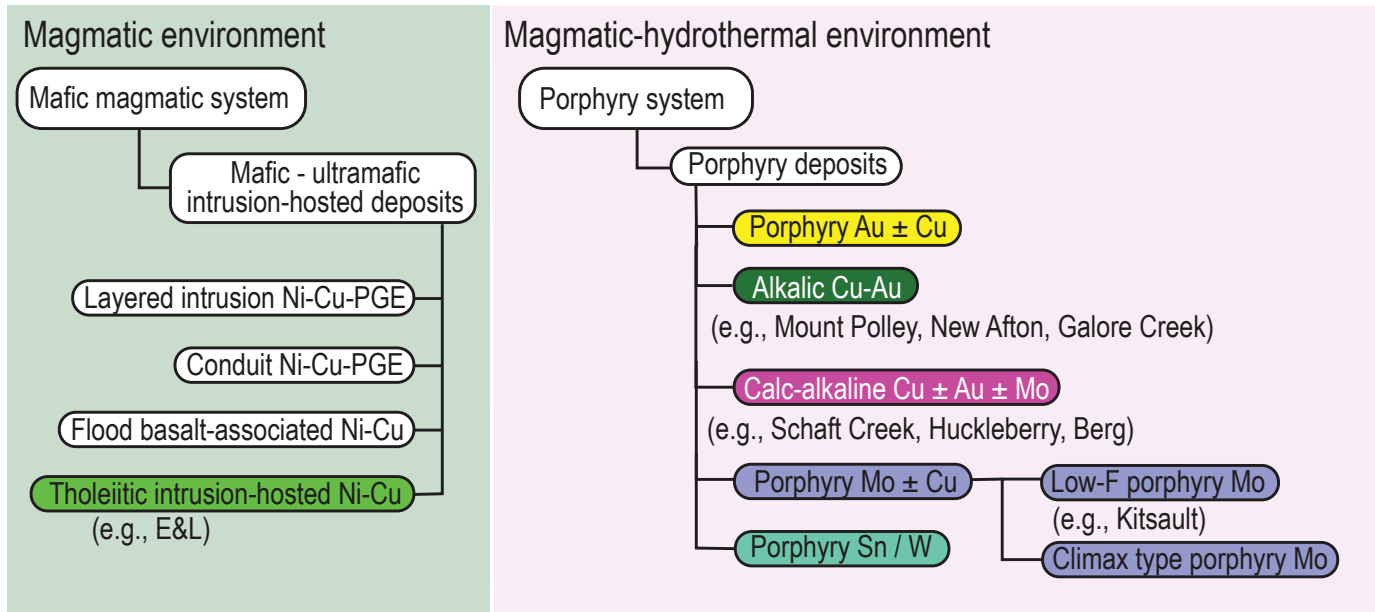 Magmatic environment
Mafic magmatic system
Mafic - ultramafic
intrusion-hosted deposits
Layered intrusion Ni-Cu-PGE
Conduit Ni-Cu-PGE
Flood basalt-associated Ni-Cu
Tholeiitic intrusion-hosted Ni-Cu
(e.g., E&L)
Magmatic-hydrothermal environment
Porphyry system
Porphyry deposits
Porphyry Au ± Cu
Alkalic Cu-Au
(e.g., Mount Polley, New Afton, Galore Creek)
Calc-alkaline Cu ± Au ± Mo
(e.g., Schaft Creek, Huckleberry, Berg)
Porphyry Mo ± Cu
Low-F porphyry Mo
(e.g., Kitsault)
Climax type porphyry Mo
Porphyry Sn / W